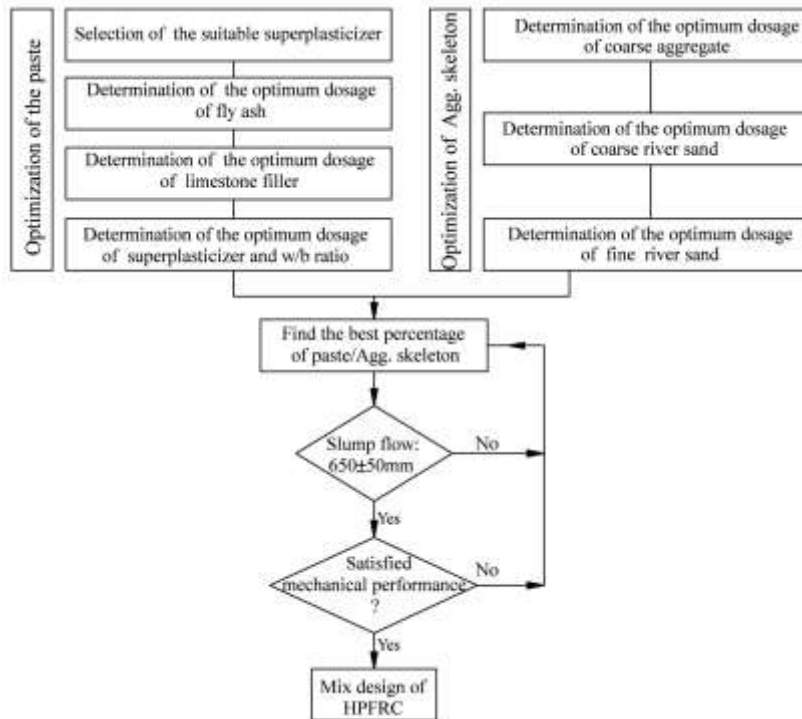 Optimization of the paste
Selection of the suitable superplasticizer
Determination of the optimum dosage
of fly ash
Determination of the optimum dosage
of limestone filler
Determination of the optimum dosage
of superplasticizer and w/b ratio
Optimization of Agg. skeleton
Determination of the optimum dosage
of coarse aggregate
Determination of the optimum dosage
of coarse river sand
Determination of the optimum dosage
of fine river sand
Find the best percentage
of paste/Agg. skeleton
Slump flow:
650±50mm
No
Yes
Satisfied
mechanical performance
?
No
Yes
Mix design of
HPFRC